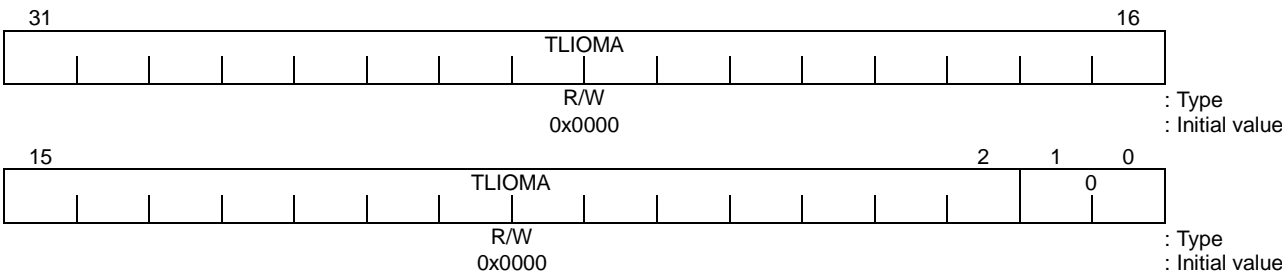 31 16
TLIOMA
R/W : Type
0x0000 : Initial value
15 2 1 0
TLIOMA 0
R/W : Type
0x0000 : Initial value